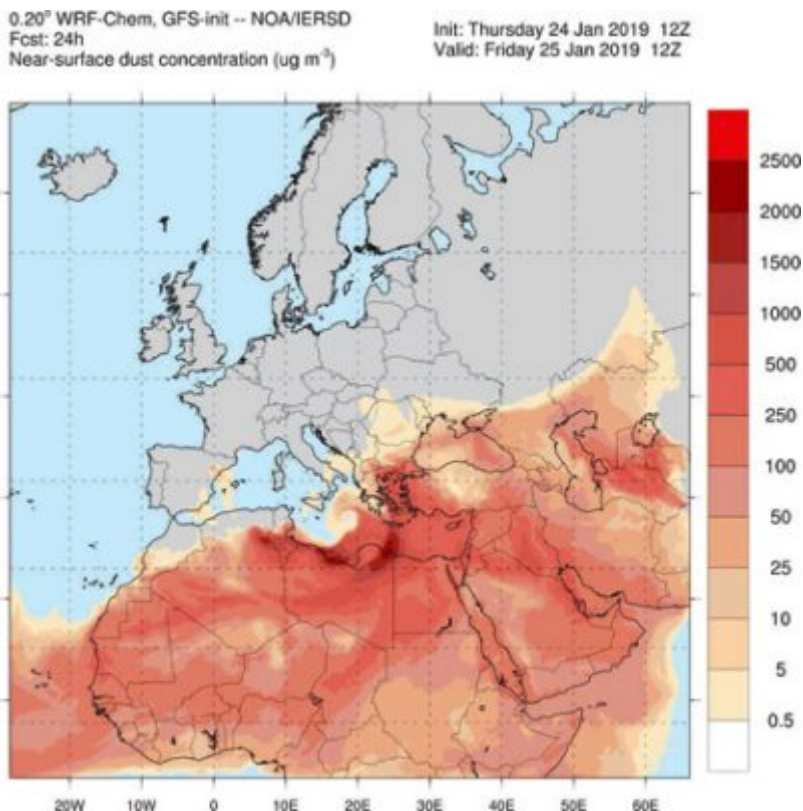 0.20° WRF-Chem, GFS-init -- NOA/IERSD
Fcst: 24h
Near-surface dust concentration (ug m⁻³)
Init: Thursday 24 Jan 2019 12Z
Valid: Friday 25 Jan 2019 12Z
2500
2000
1500
1000
500
250
100
50
25
10
5
0.5
20W 10W 0 10E 20E 30E 40E 50E 60E